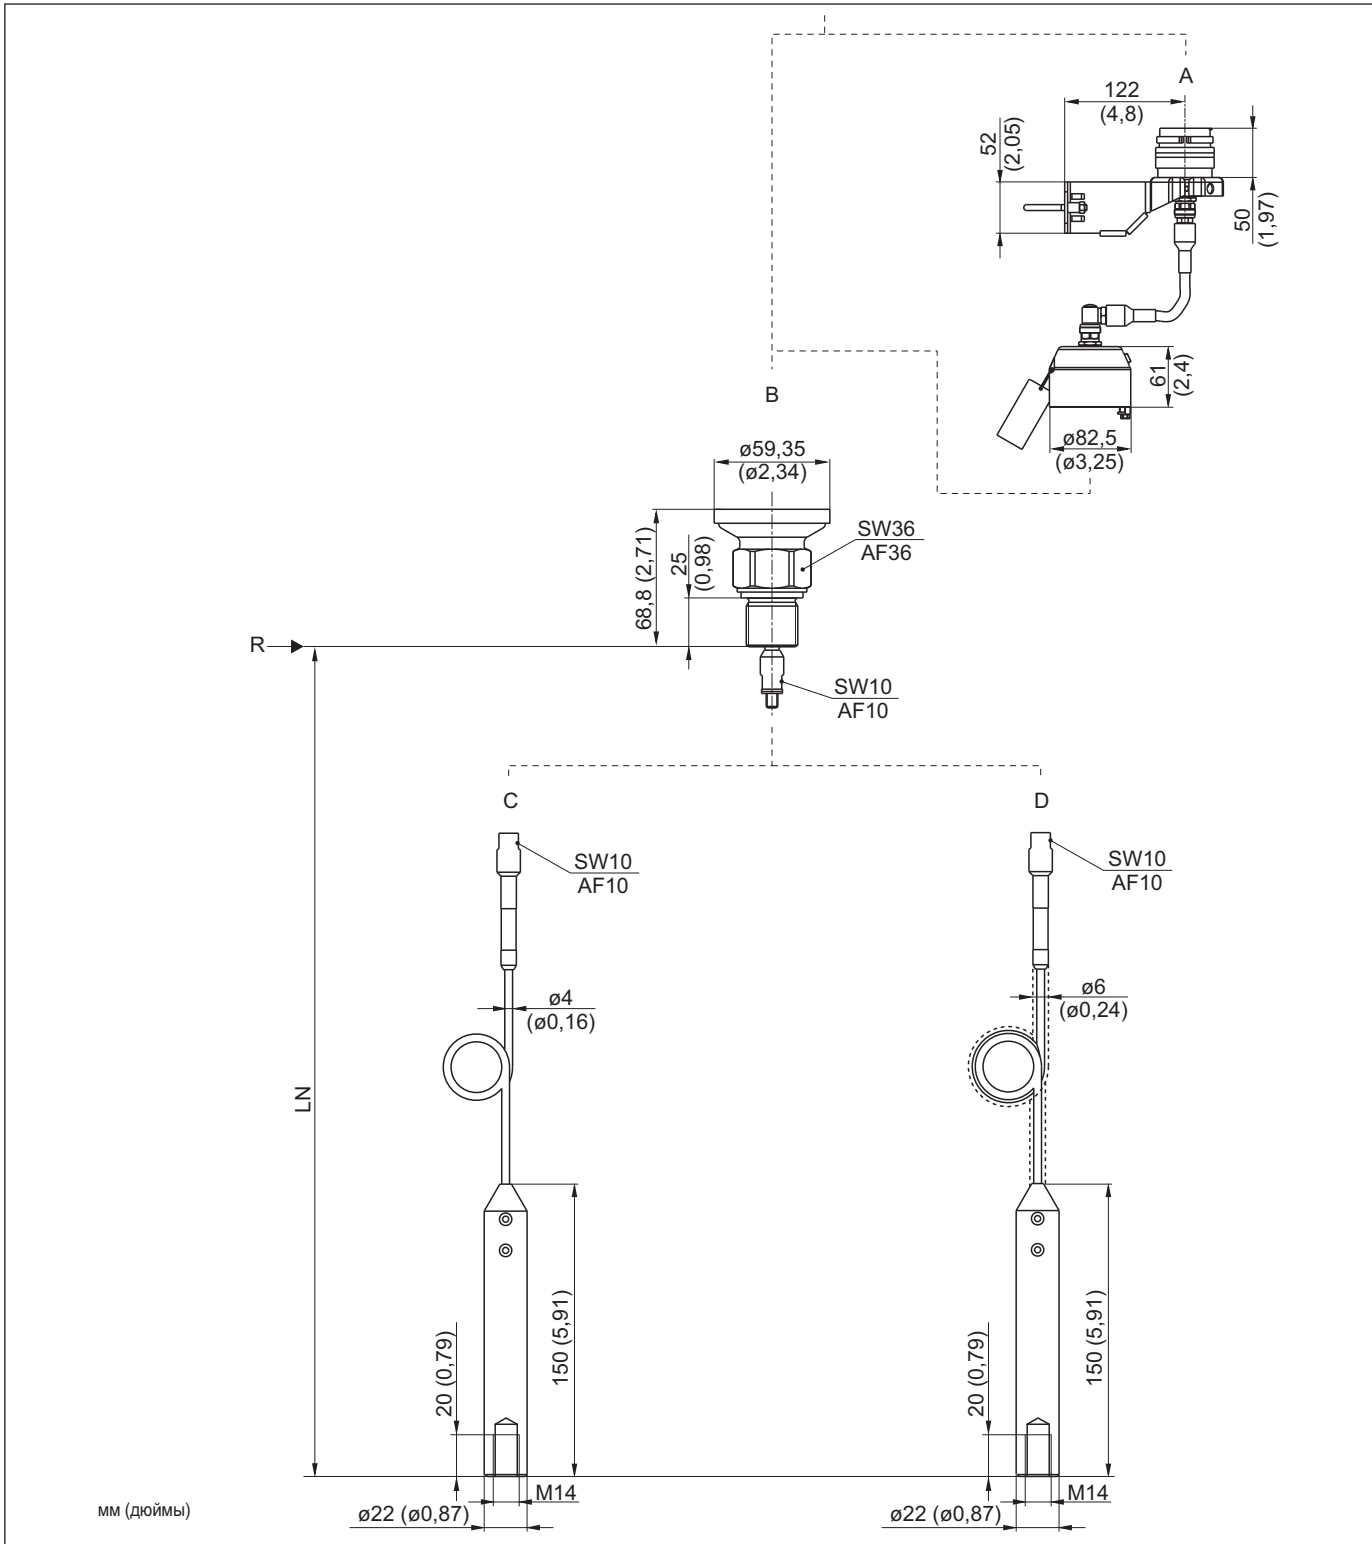 A
122
(4,8)
52
(2,05)
50
(1,97)
61
(2,4)
ø82,5
(ø3,25)
B
ø59,35
(ø2,34)
68,8 (2,71)
25
(0,98)
SW36
AF36
R
SW10
AF10
C
D
SW10
AF10
SW10
AF10
ø4
(ø0,16)
ø6
(ø0,24)
LN
150 (5,91)
20 (0,79)
150 (5,91)
20 (0,79)
M14
ø22 (ø0,87)
M14
ø22 (ø0,87)
мм (дюймы)